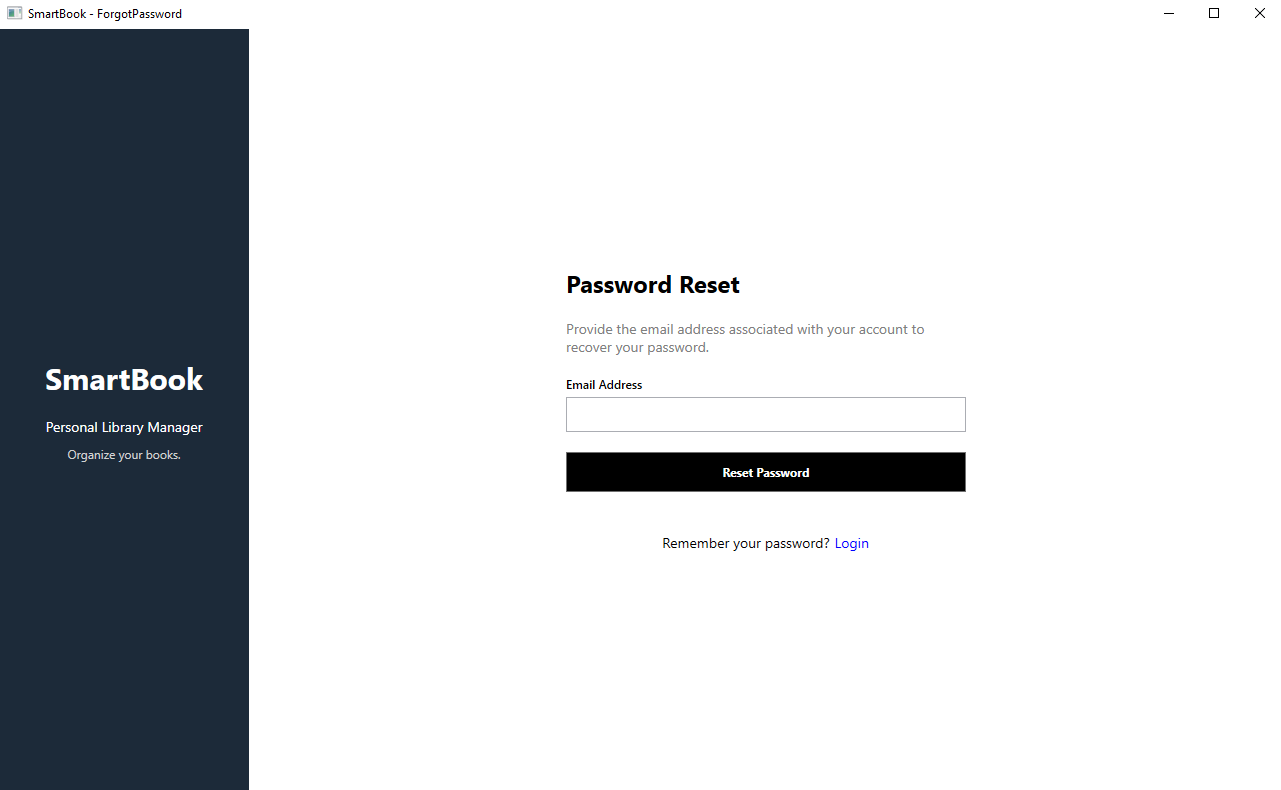 SmartBook - ForgotPassword
SmartBook
Personal Library Manager
Organize your books.
Password Reset
Provide the email address associated with your account to
recover your password.
Email Address
Reset Password
Remember your password? Login